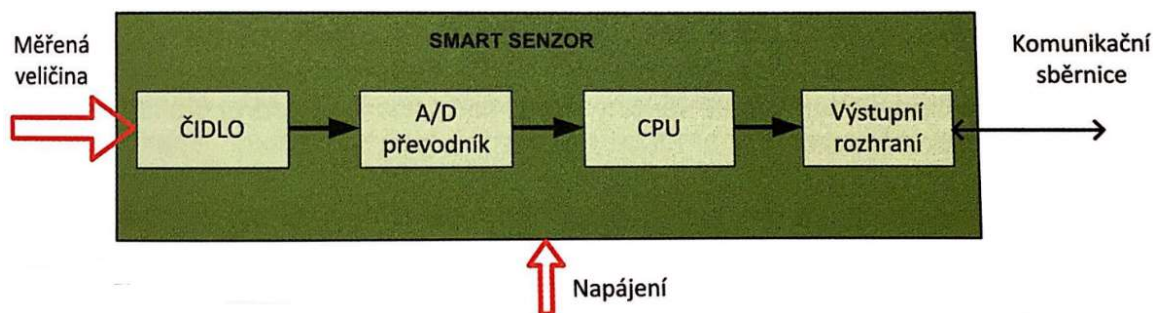 SMART SENZOR
Měřená
veličina
Komunikační
sběrnice
ČIDLO
A/D
převodník
CPU
Výstupní
rozhraní
Napájení